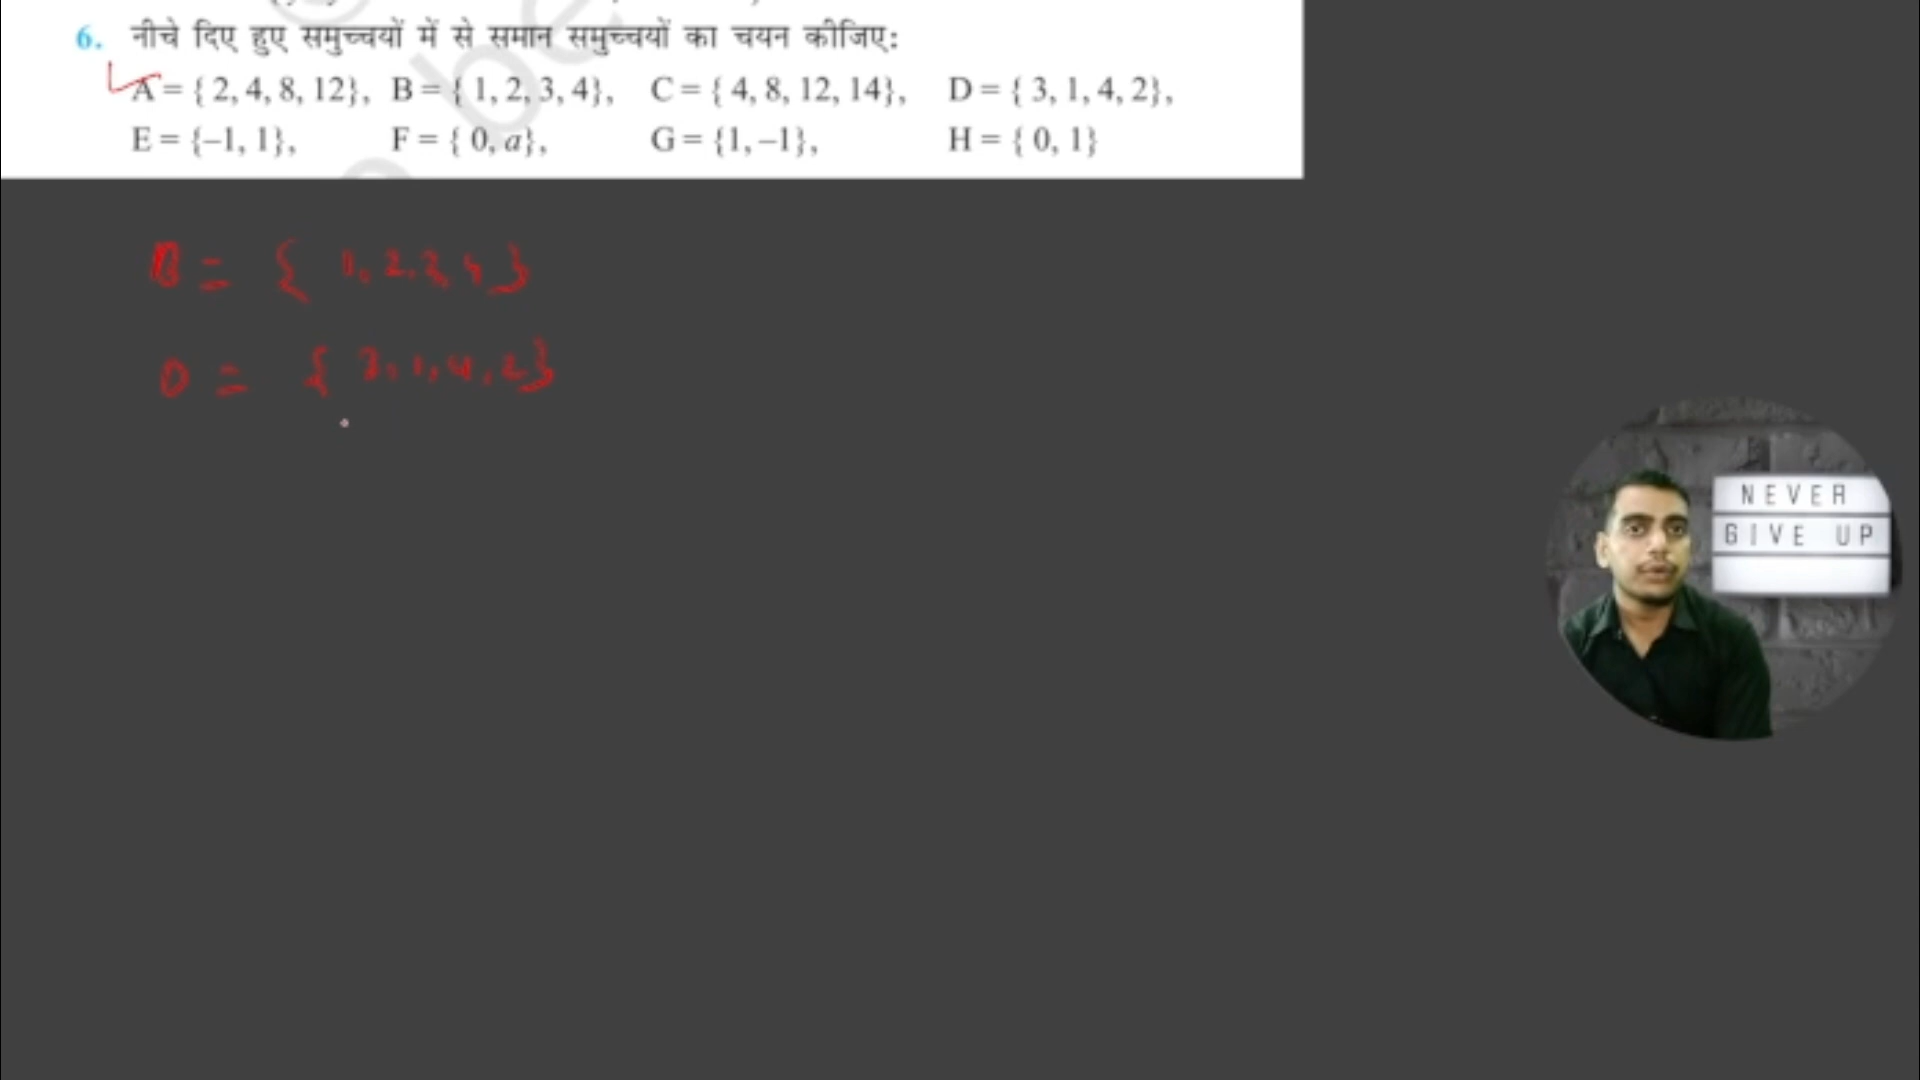 6. नीचे दिए हुए समुच्चयों में से समान समुच्चयों का चयन कीजिए:
A = { 2, 4, 8, 12}, B = { 1, 2, 3, 4}, C = { 4, 8, 12, 14}, D = { 3, 1, 4, 2},
E = {–1, 1}, F = { 0, a}, G = {1, –1}, H = { 0, 1}
B = { 1, 2, 3, 4 }
D = { 3, 1, 4, 2 }
NEVER
GIVE UP